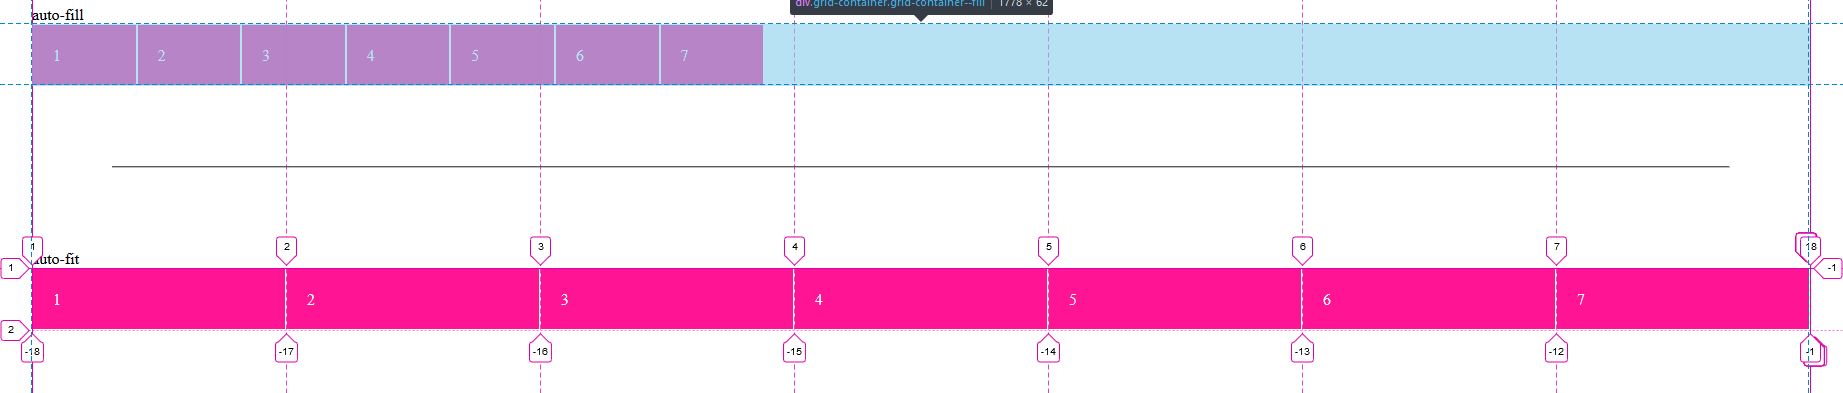 div.grid-container.grid-container--fill | 1778 × 62
auto-fill
1 2 3 4 5 6 7
1 2 3 4 5 6 7 18
auto-fit
1 -1
1 2 3 4 5 6 7
2
-18 -17 -16 -15 -14 -13 -12 -1